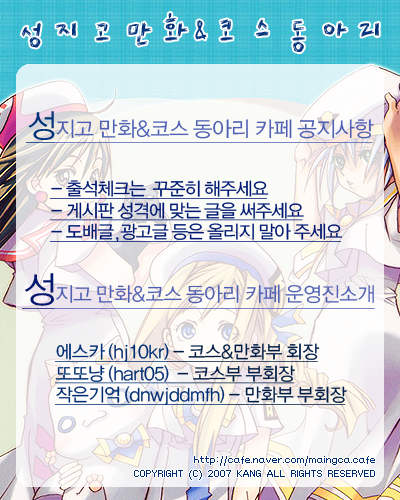 성지고만화&코스동아리
성지고 만화&코스 동아리 카페 공지사항
- 출석체크는 꾸준히 해주세요
- 게시판 성격에 맞는 글을 써주세요
- 도배글,광고글 등은 올리지 말아 주세요
성지고 만화&코스 동아리 카페 운영진소개
에스카 (hj10kr) - 코스&만화부 회장
또또냥 (hart05) - 코스부 부회장
작은기억 (dnwjddmfh) - 만화부 부회장
http://cafe.naver.com/maingca.cafe
COPYRIGHT (C) 2007 KANG ALL RIGHTS RESERVED